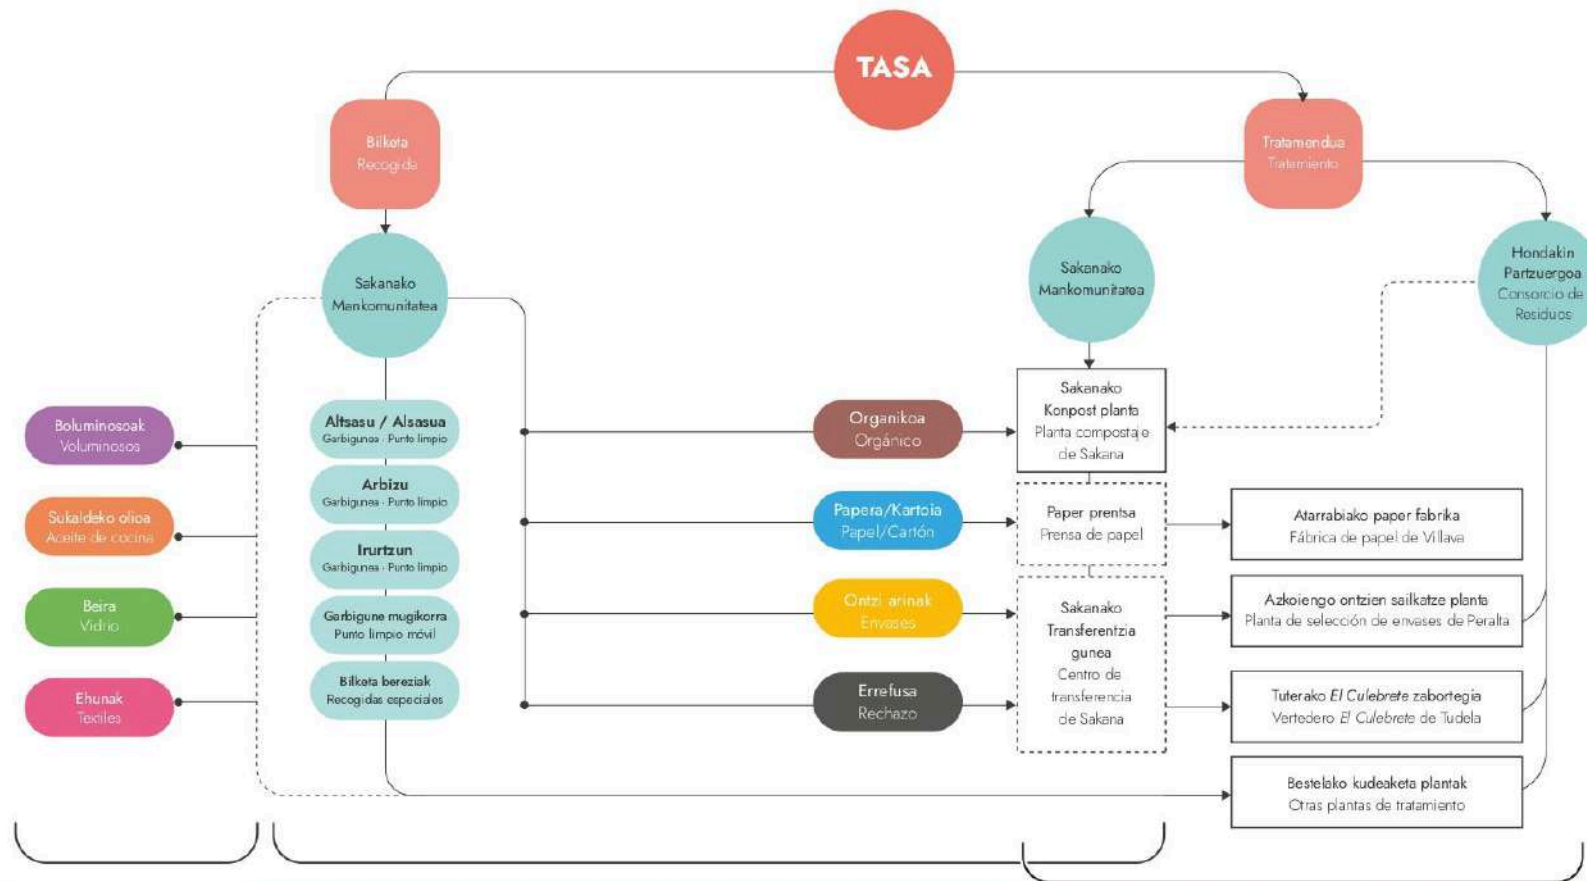 TASA
Bilketa
Recogida
Tratamendua
Tratamiento
Sakanako
Mankomunitatea
Sakanako
Mankomunitatea
Hondakin
Partzuergoa
Consorcio de
Residuos
Boluminosoak
Voluminosos
Sukaldeko olioa
Aceite de cocina
Beira
Vidrio
Ehunak
Textiles
Altsasu / Alsasua
Garbigunea · Punto limpio
Arbizu
Garbigunea · Punto limpio
Irurtzun
Garbigunea · Punto limpio
Garbigune mugikorra
Punto limpio móvil
Bilketa bereziak
Recogidas especiales
Organikoa
Orgánico
Papera/Kartoia
Papel/Cartón
Ontzi arinak
Envases
Errefusa
Rechazo
Sakanako
Konpost planta
Planta compostaje
de Sakana
Paper prentsa
Prensa de papel
Sakanako
Transferentzia
gunea
Centro de
transferencia
de Sakana
Atarrabiako paper fabrika
Fábrica de papel de Villava
Azkoiengo ontzien sailkatze planta
Planta de selección de envases de Peralta
Tuterako El Culebrete zabortegia
Vertedero El Culebrete de Tudela
Bestelako kudeaketa plantak
Otras plantas de tratamiento